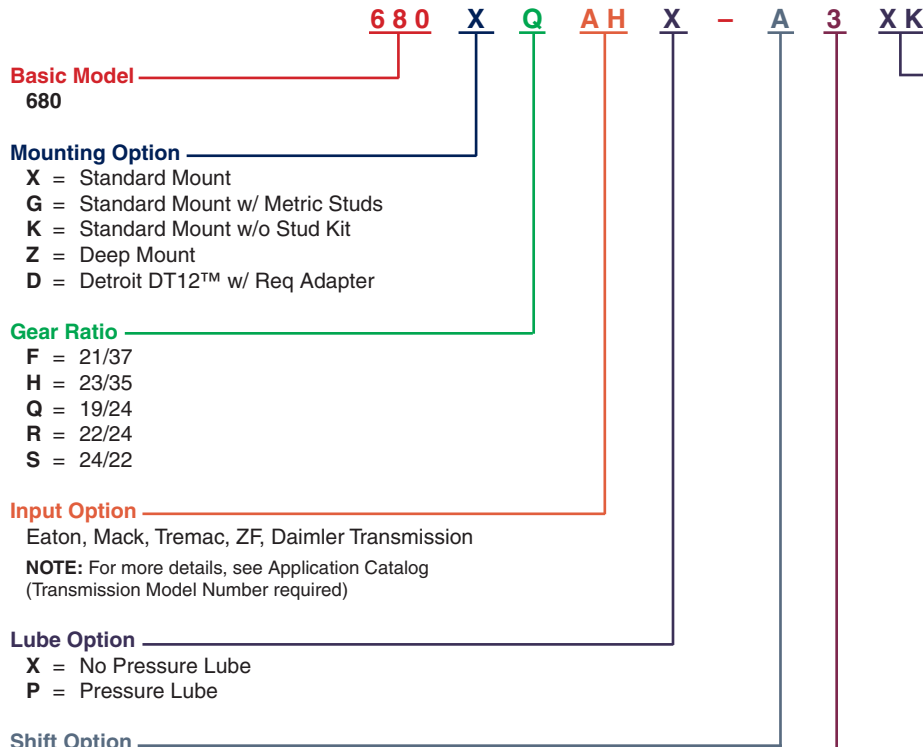 680 X Q AH X – A 3 XK
Basic Model
680
Mounting Option
X = Standard Mount
G = Standard Mount w/ Metric Studs
K = Standard Mount w/o Stud Kit
Z = Deep Mount
D = Detroit DT12™ w/ Req Adapter
Gear Ratio
F = 21/37
H = 23/35
Q = 19/24
R = 22/24
S = 24/22
Input Option
Eaton, Mack, Tremac, ZF, Daimler Transmission
NOTE: For more details, see Application Catalog
(Transmission Model Number required)
Lube Option
X = No Pressure Lube
P = Pressure Lube
Shift Option